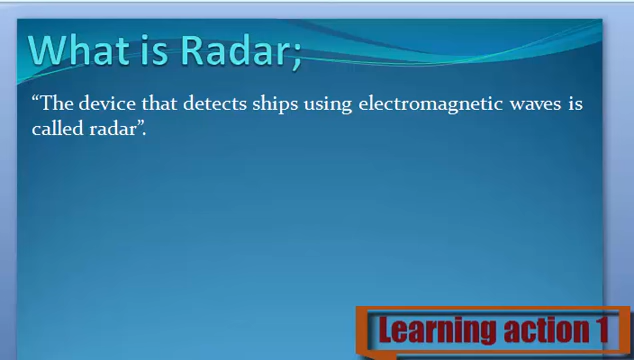 What is Radar;
“The device that detects ships using electromagnetic waves is
called radar”.
Learning action 1